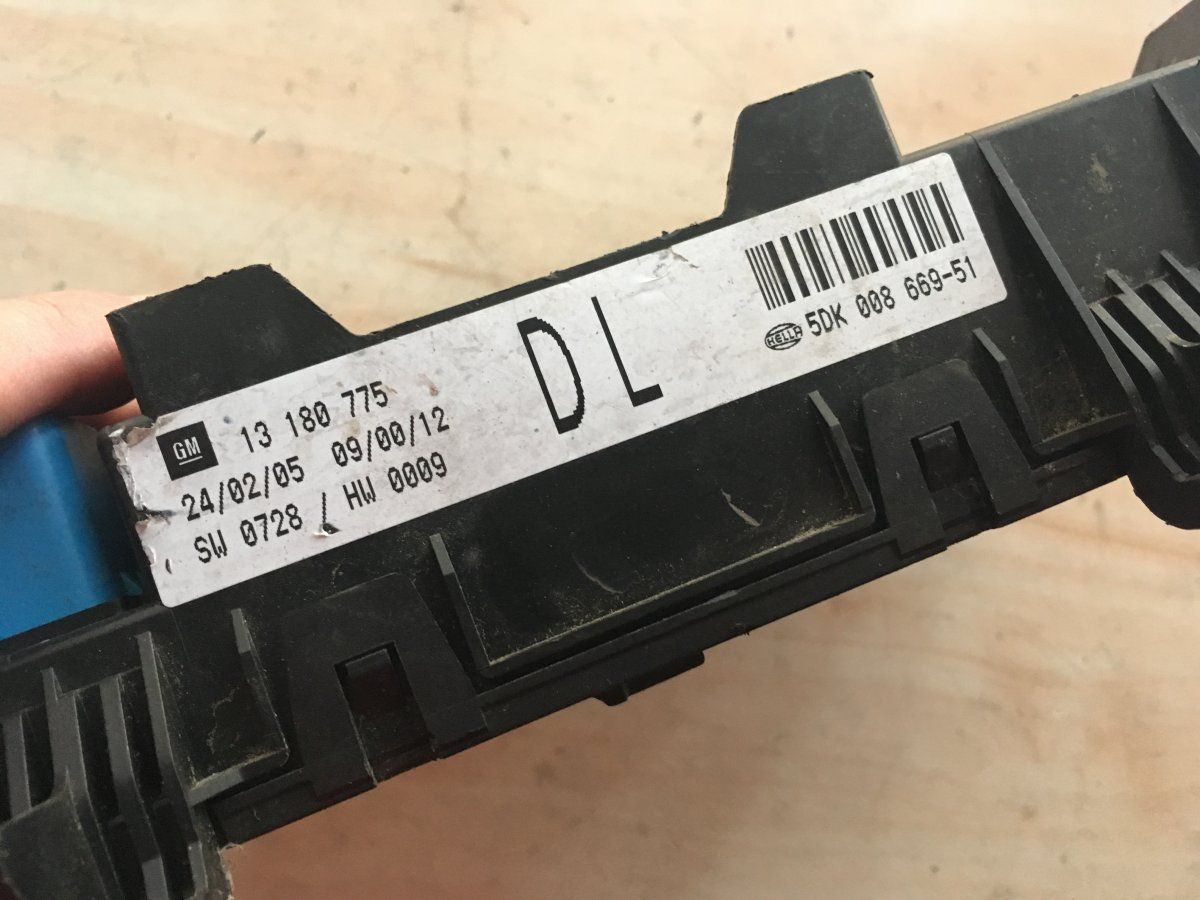 GM 13 180 775
24/02/05 09/00/12
SW 0728 / HW 0009
DL
HELLA 5DK 008 669-51